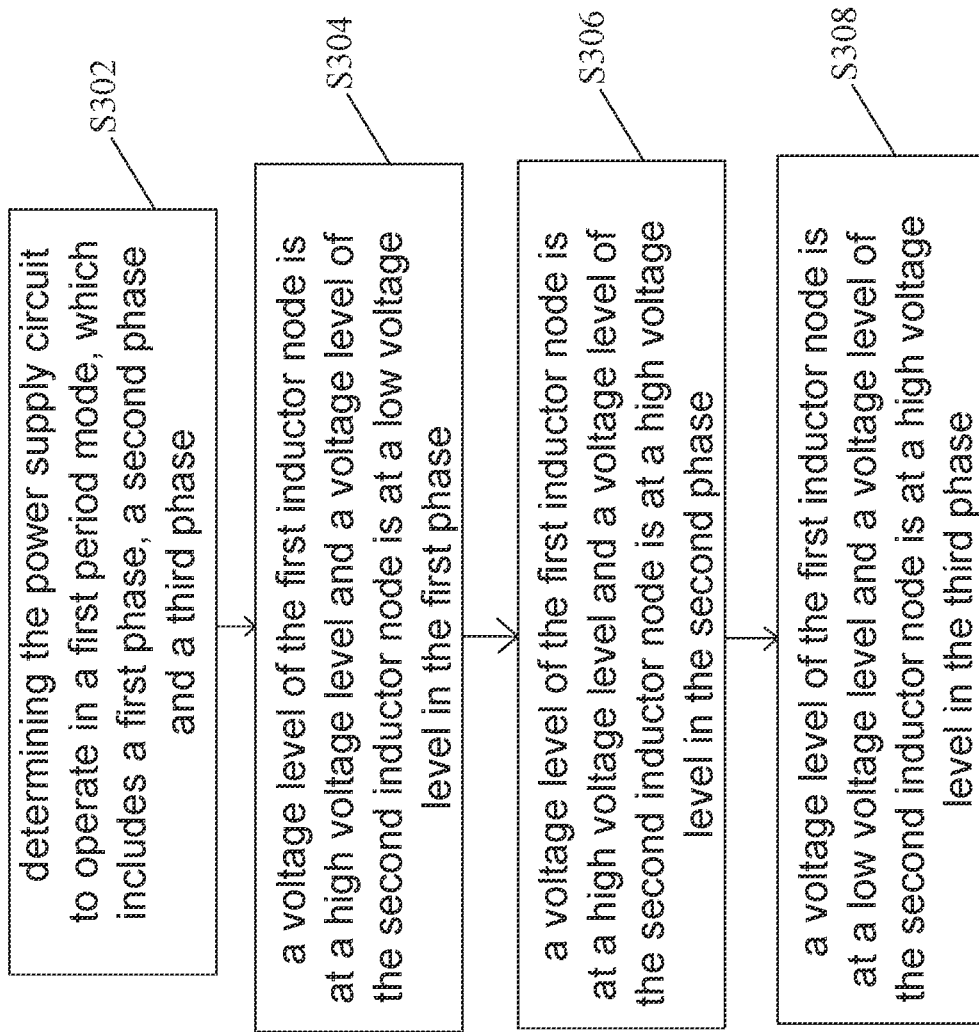 determining the power supply circuit
to operate in a first period mode, which
includes a first phase, a second phase
and a third phase
S302
a voltage level of the first inductor node is
at a high voltage level and a voltage level of
the second inductor node is at a low voltage
level in the first phase
S304
a voltage level of the first inductor node is
at a high voltage level and a voltage level of
the second inductor node is at a high voltage
level in the second phase
S306
a voltage level of the first inductor node is
at a low voltage level and a voltage level of
the second inductor node is at a high voltage
level in the third phase
S308